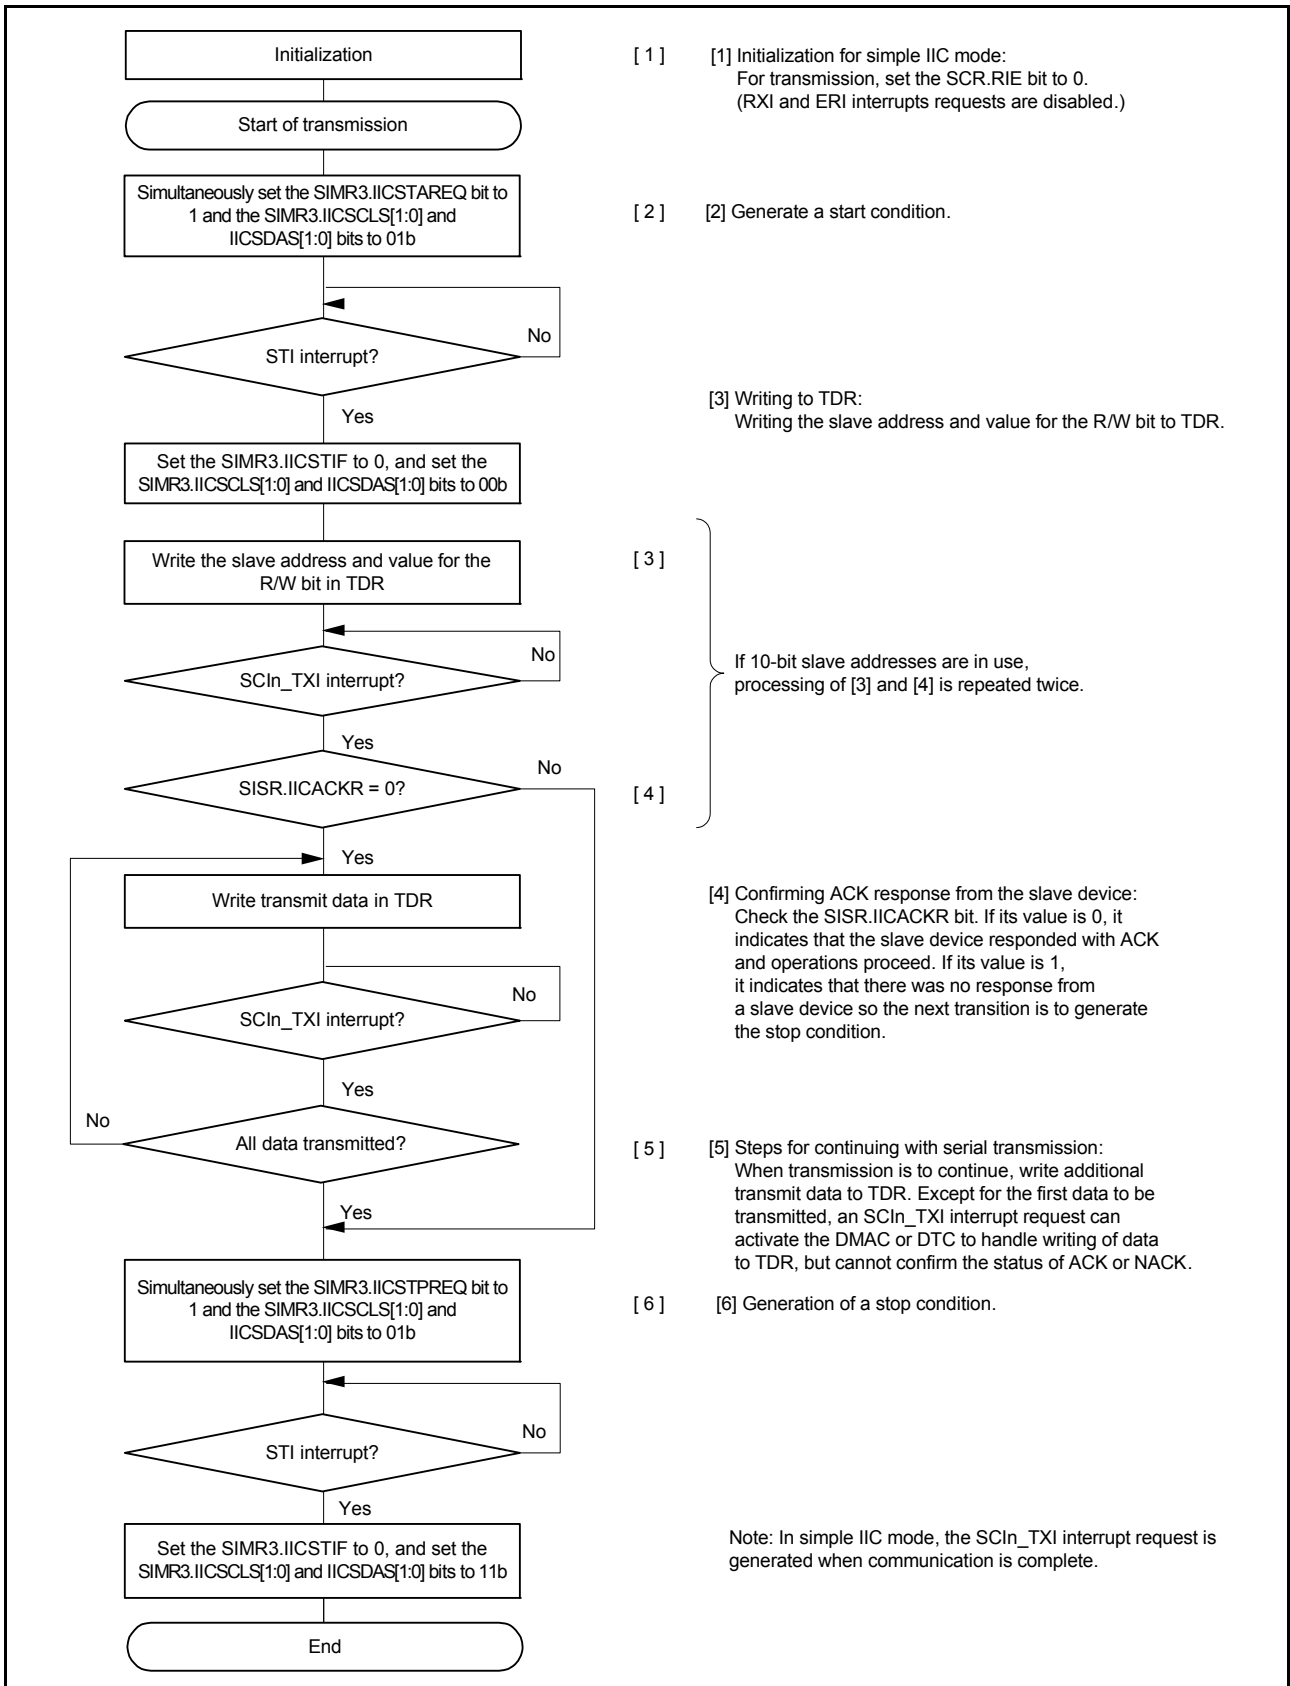 Initialization
[ 1 ]
[1] Initialization for simple IIC mode:
For transmission, set the SCR.RIE bit to 0.
(RXI and ERI interrupts requests are disabled.)
Start of transmission
Simultaneously set the SIMR3.IICSTAREQ bit to
1 and the SIMR3.IICSCLS[1:0] and
IICSDAS[1:0] bits to 01b
[ 2 ]
[2] Generate a start condition.
No
STI interrupt?
Yes
[3] Writing to TDR:
Writing the slave address and value for the R/W bit to TDR.
Set the SIMR3.IICSTIF to 0, and set the
SIMR3.IICSCLS[1:0] and IICSDAS[1:0] bits to 00b
Write the slave address and value for the
R/W bit in TDR
[ 3 ]
No
SCIn_TXI interrupt?
If 10-bit slave addresses are in use,
processing of [3] and [4] is repeated twice.
Yes
No
SISR.IICACKR = 0?
[ 4 ]
Yes
Write transmit data in TDR
[4] Confirming ACK response from the slave device:
Check the SISR.IICACKR bit. If its value is 0, it
indicates that the slave device responded with ACK
and operations proceed. If its value is 1,
it indicates that there was no response from
a slave device so the next transition is to generate
the stop condition.
No
SCIn_TXI interrupt?
Yes
No
All data transmitted?
[ 5 ]
[5] Steps for continuing with serial transmission:
When transmission is to continue, write additional
transmit data to TDR. Except for the first data to be
transmitted, an SCIn_TXI interrupt request can
activate the DMAC or DTC to handle writing of data
to TDR, but cannot confirm the status of ACK or NACK.
Yes
Simultaneously set the SIMR3.IICSTPREQ bit to
1 and the SIMR3.IICSCLS[1:0] and
IICSDAS[1:0] bits to 01b
[ 6 ]
[6] Generation of a stop condition.
No
STI interrupt?
Yes
Set the SIMR3.IICSTIF to 0, and set the
SIMR3.IICSCLS[1:0] and IICSDAS[1:0] bits to 11b
Note: In simple IIC mode, the SCIn_TXI interrupt request is
generated when communication is complete.
End